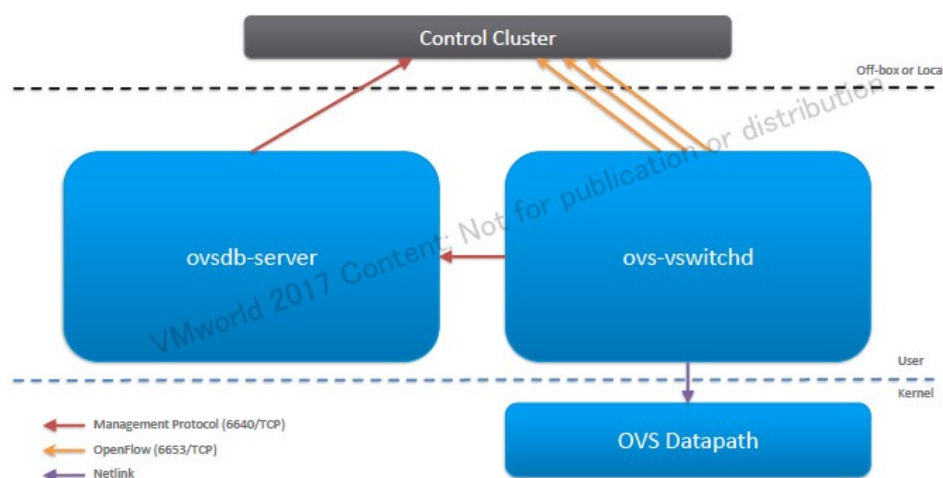 Control Cluster
Off-box or Loca
ovsdb-server
ovs-vswitchd
VMworld 2017 Content; Not for publication or distribution
User
Kernel
Management Protocol (6640/TCP)
OpenFlow (6653/TCP)
Netlink
OVS Datapath